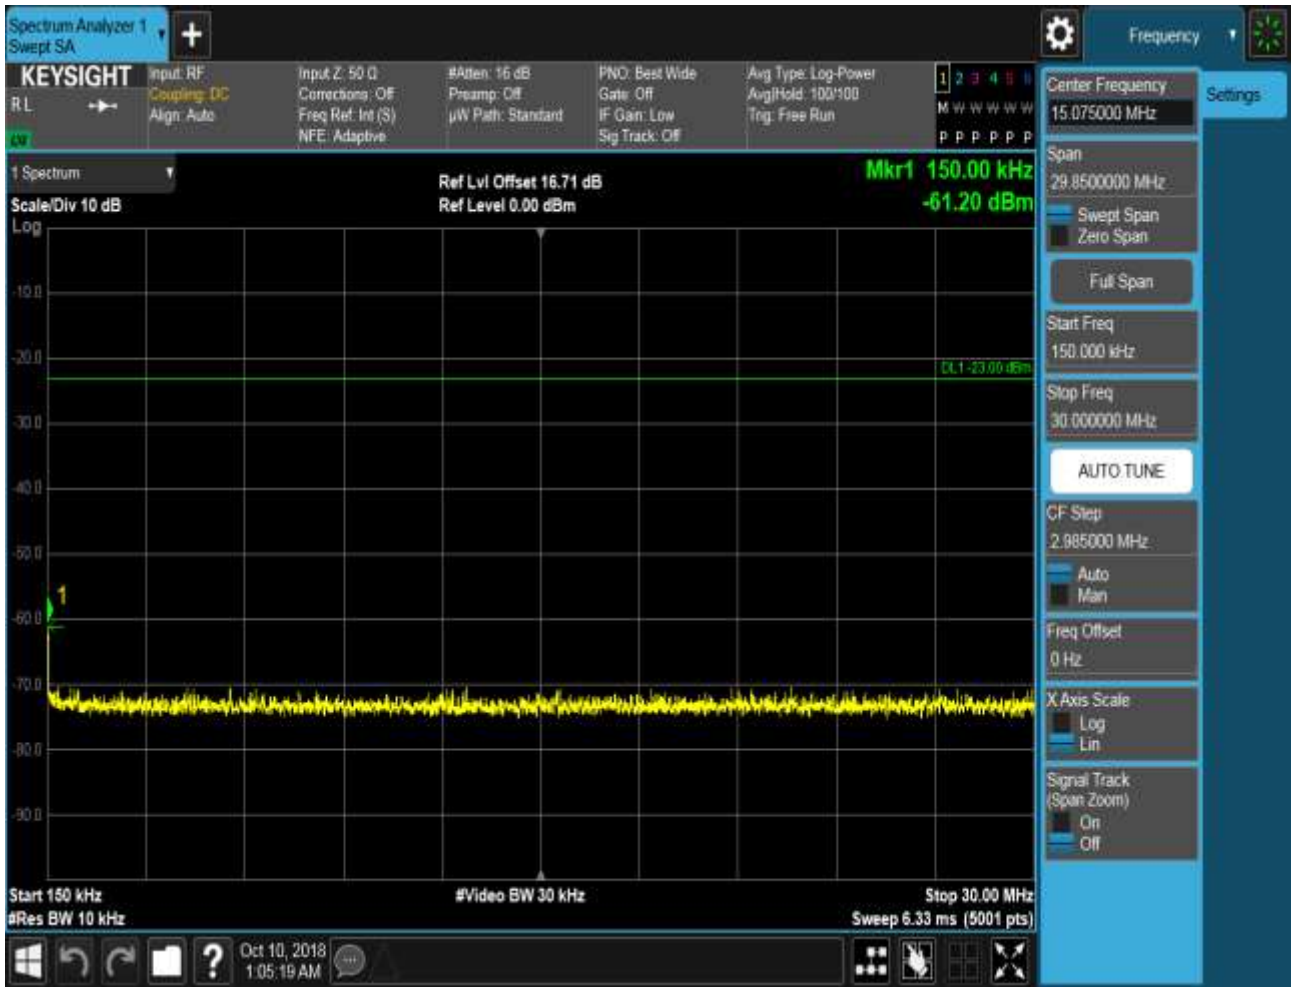 Spectrum Analyzer 1
Swept SA
+
Frequency
KEYSIGHT
RL
LXI
Input: RF
Coupling: DC
Align: Auto
Input Z: 50 Ω
Corrections: Off
Freq Ref: Int (S)
NFE: Adaptive
#Atten: 16 dB
Preamp: Off
µW Path: Standard
PNO: Best Wide
Gate: Off
IF Gain: Low
Sig Track: Off
Avg Type: Log-Power
Avg|Hold: 100/100
Trig: Free Run
1 2 3 4 5 6
M W W W W W
P P P P P P
1 Spectrum
Scale/Div 10 dB
Log
Ref Lvl Offset 16.71 dB
Ref Level 0.00 dBm
Mkr1 150.00 kHz
-61.20 dBm
-10.0
-20.0
DL1 -23.00 dBm
-30.0
-40.0
-50.0
1
-60.0
-70.0
-80.0
-90.0
Start 150 kHz
#Res BW 10 kHz
#Video BW 30 kHz
Stop 30.00 MHz
Sweep 6.33 ms (5001 pts)
Center Frequency
15.075000 MHz
Settings
Span
29.8500000 MHz
Swept Span
Zero Span
Full Span
Start Freq
150.000 kHz
Stop Freq
30.000000 MHz
AUTO TUNE
CF Step
2.985000 MHz
Auto
Man
Freq Offset
0 Hz
X Axis Scale
Log
Lin
Signal Track
(Span Zoom)
On
Off
?
Oct 10, 2018
1:05:19 AM